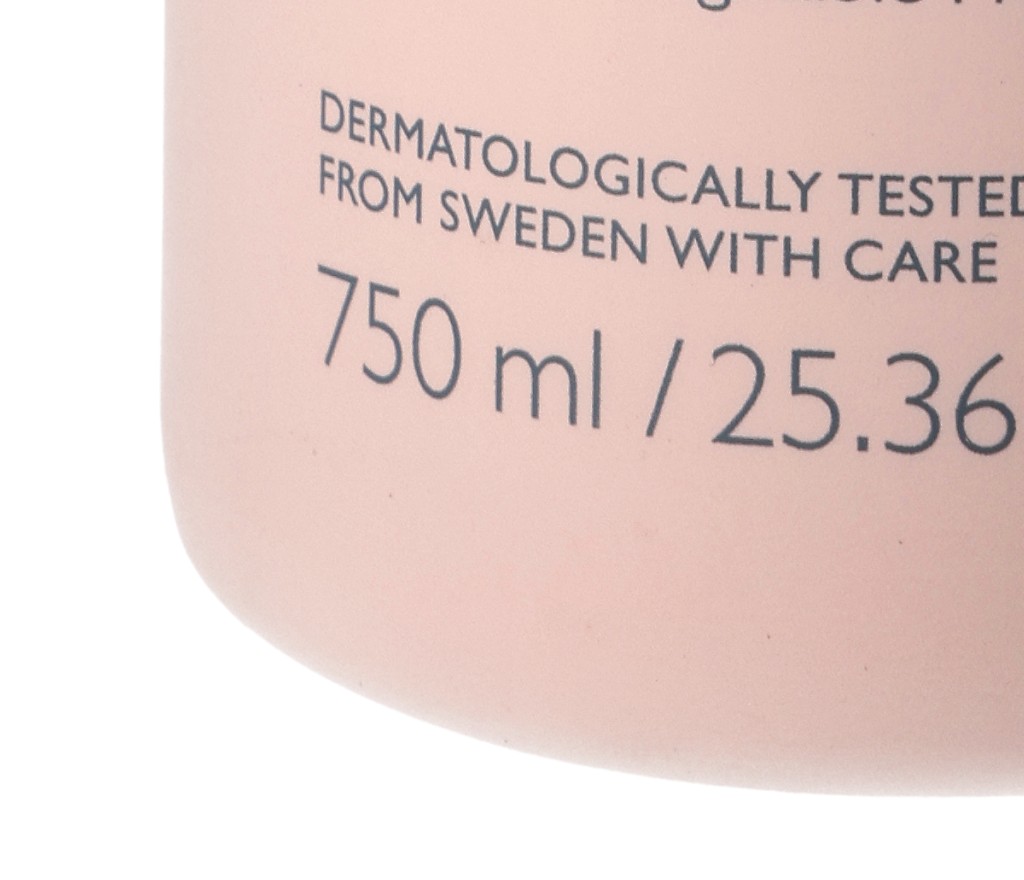 DERMATOLOGICALLY TESTED
FROM SWEDEN WITH CARE
750 ml / 25.36